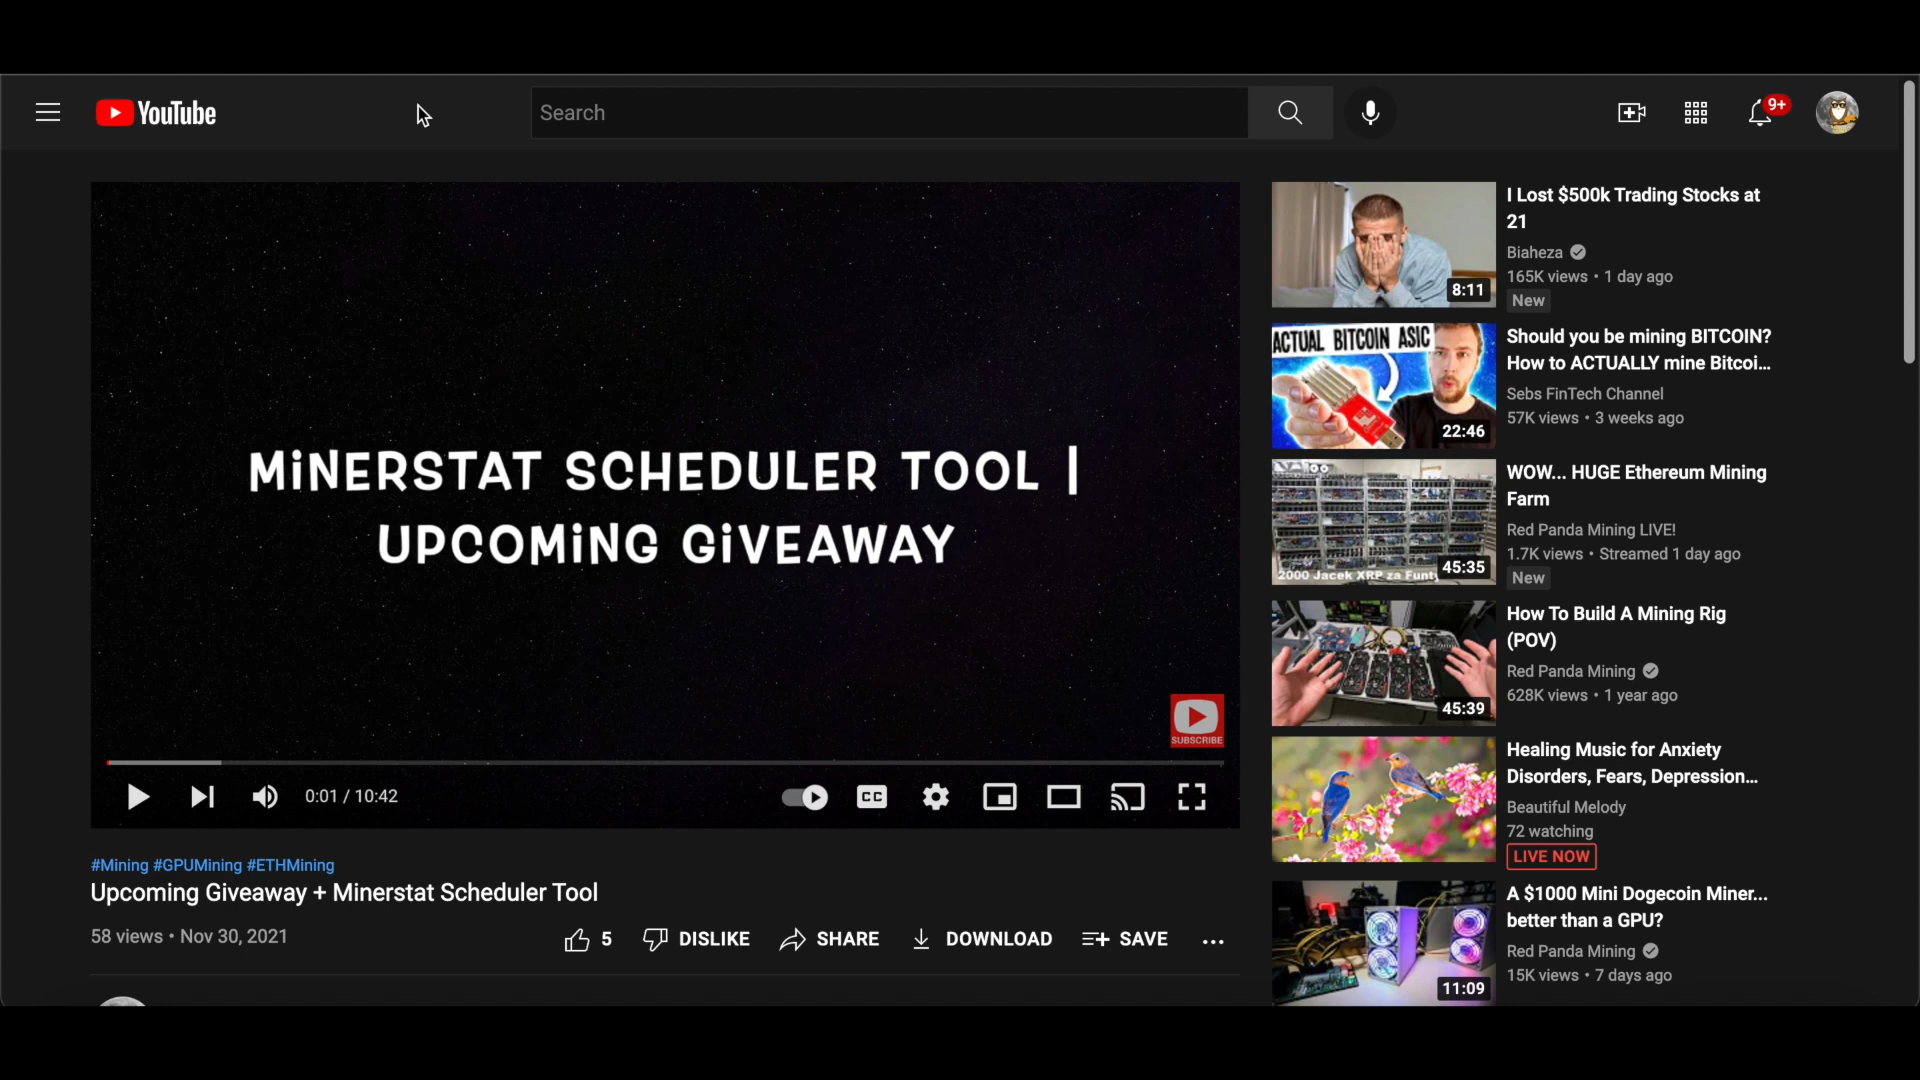 YouTube
Search
9+
MiNERSTAT SCHEDULER TOOL |
UPCOMiNG GiVEAWAY
SUBSCRIBE
0:01 / 10:42
CC
#Mining #GPUMining #ETHMining
Upcoming Giveaway + Minerstat Scheduler Tool
58 views • Nov 30, 2021
5
DISLIKE
SHARE
DOWNLOAD
SAVE
8:11
I Lost $500k Trading Stocks at
21
Biaheza
165K views • 1 day ago
New
ACTUAL BITCOIN ASIC
22:46
Should you be mining BITCOIN?
How to ACTUALLY mine Bitcoi...
Sebs FinTech Channel
57K views • 3 weeks ago
2000 Jacek XRP za Funty
45:35
WOW... HUGE Ethereum Mining
Farm
Red Panda Mining LIVE!
1.7K views • Streamed 1 day ago
New
45:39
How To Build A Mining Rig
(POV)
Red Panda Mining
628K views • 1 year ago
Healing Music for Anxiety
Disorders, Fears, Depression...
Beautiful Melody
72 watching
LIVE NOW
11:09
A $1000 Mini Dogecoin Miner...
better than a GPU?
Red Panda Mining
15K views • 7 days ago